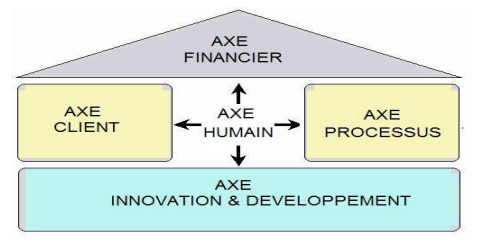 AXE
FINANCIER
AXE
CLIENT
AXE
HUMAIN
AXE
PROCESSUS
AXE
INNOVATION & DEVELOPPEMENT